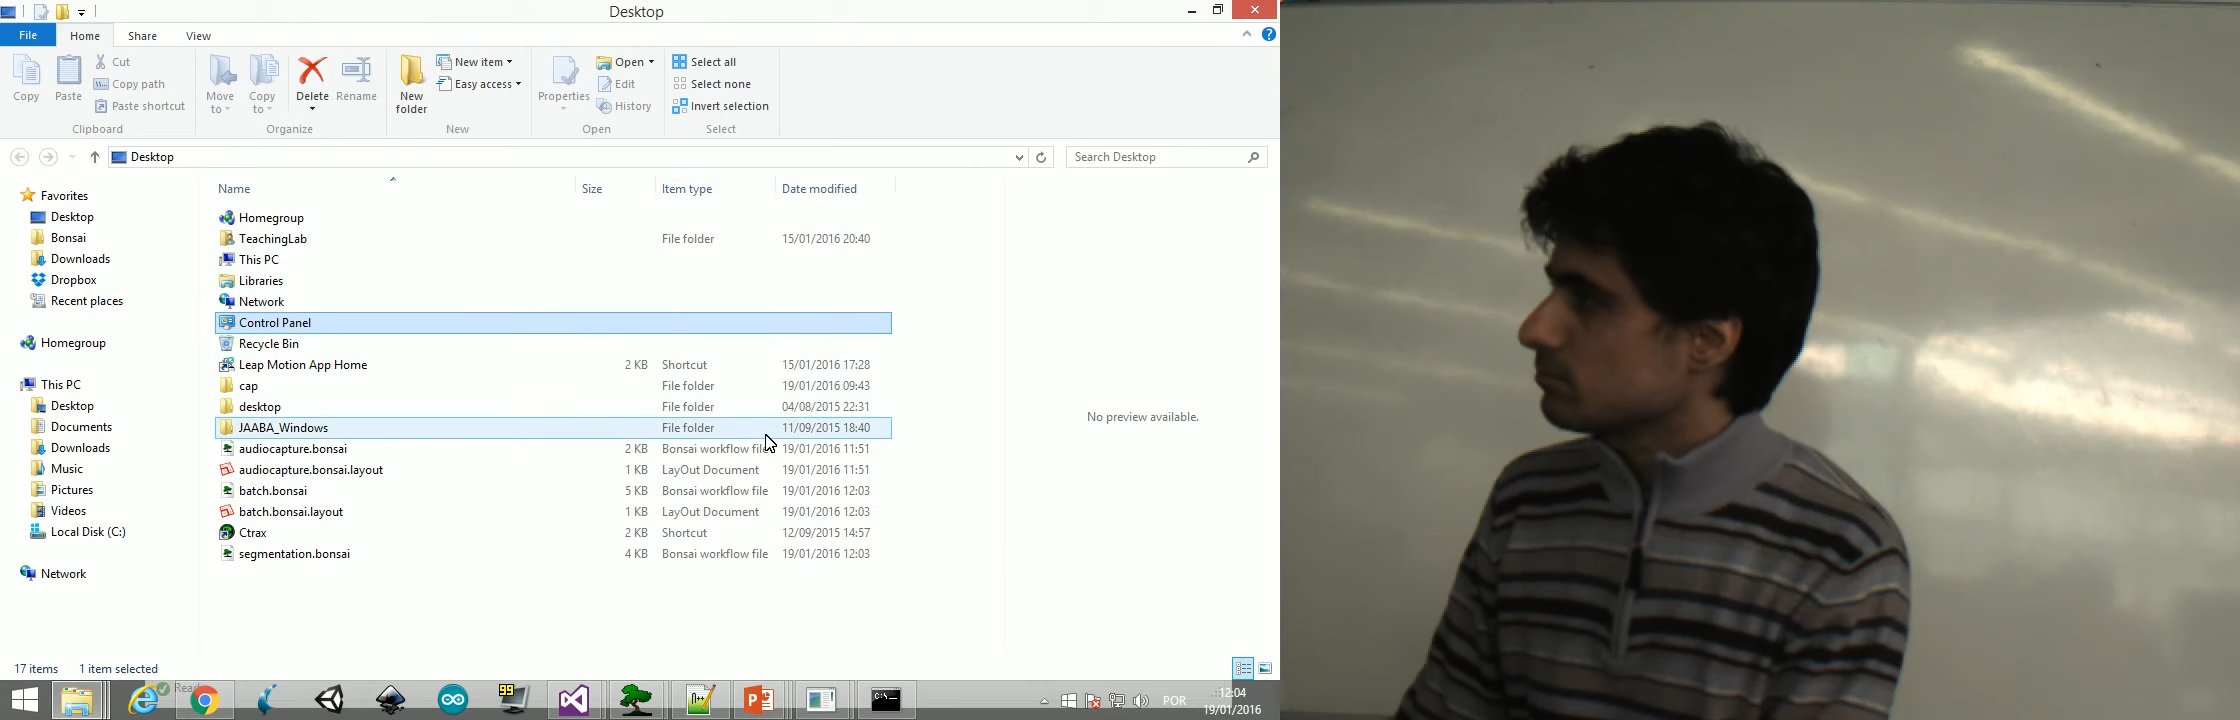 Desktop
File Home Share View
Copy
Paste
Cut
Copy path
Paste shortcut
Clipboard
Move to
Copy to
Delete
Rename
Organize
New folder
New item
Easy access
New
Properties
Open
Edit
History
Open
Select all
Select none
Invert selection
Select
Desktop
Search Desktop
Favorites
Desktop
Bonsai
Downloads
Dropbox
Recent places
Homegroup
This PC
Desktop
Documents
Downloads
Music
Pictures
Videos
Local Disk (C:)
Network
Name Size Item type Date modified
Homegroup
TeachingLab File folder 15/01/2016 20:40
This PC
Libraries
Network
Control Panel
Recycle Bin
Leap Motion App Home 2 KB Shortcut 15/01/2016 17:28
cap File folder 19/01/2016 09:43
desktop File folder 04/08/2015 22:31
JAABA_Windows File folder 11/09/2015 18:40
audiocapture.bonsai 2 KB Bonsai workflow file 19/01/2016 11:51
audiocapture.bonsai.layout 1 KB LayOut Document 19/01/2016 11:51
batch.bonsai 5 KB Bonsai workflow file 19/01/2016 12:03
batch.bonsai.layout 1 KB LayOut Document 19/01/2016 12:03
Ctrax 2 KB Shortcut 12/09/2015 14:57
segmentation.bonsai 4 KB Bonsai workflow file 19/01/2016 12:03
No preview available.
17 items 1 item selected
99
POR
12:04
19/01/2016